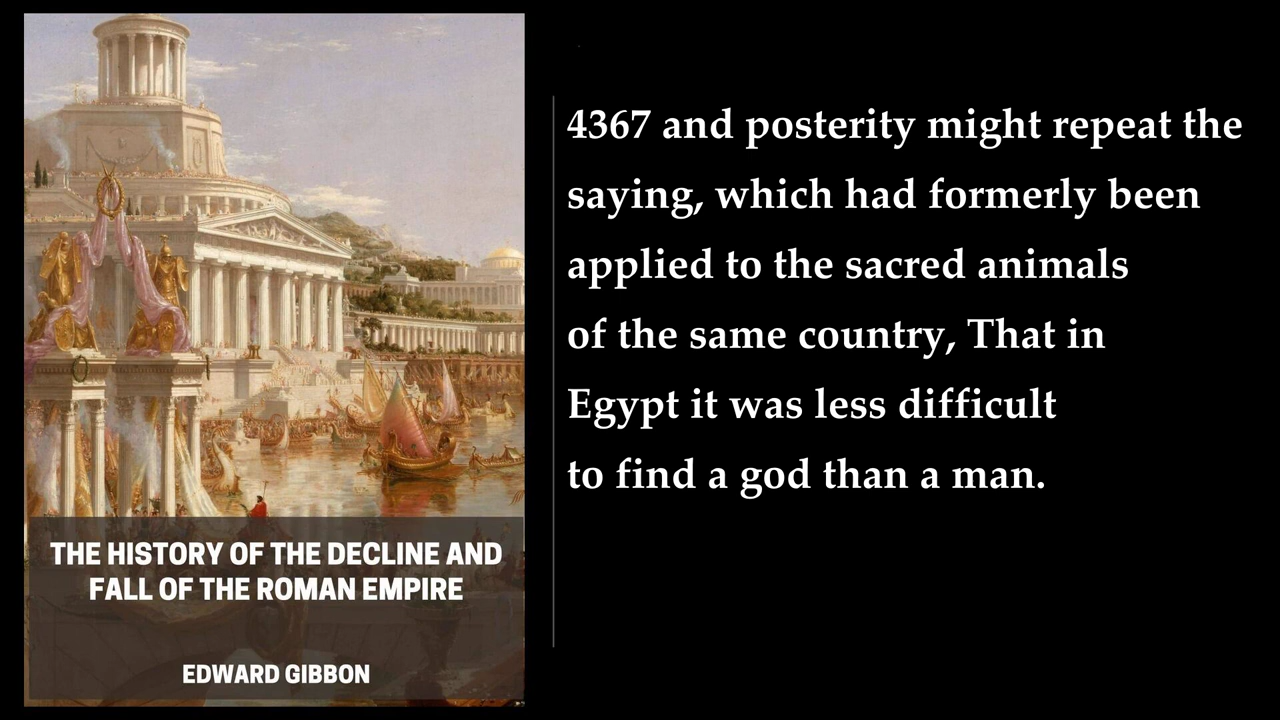 THE HISTORY OF THE DECLINE AND
FALL OF THE ROMAN EMPIRE
EDWARD GIBBON
4367 and posterity might repeat the
saying, which had formerly been
applied to the sacred animals
of the same country, That in
Egypt it was less difficult
to find a god than a man.